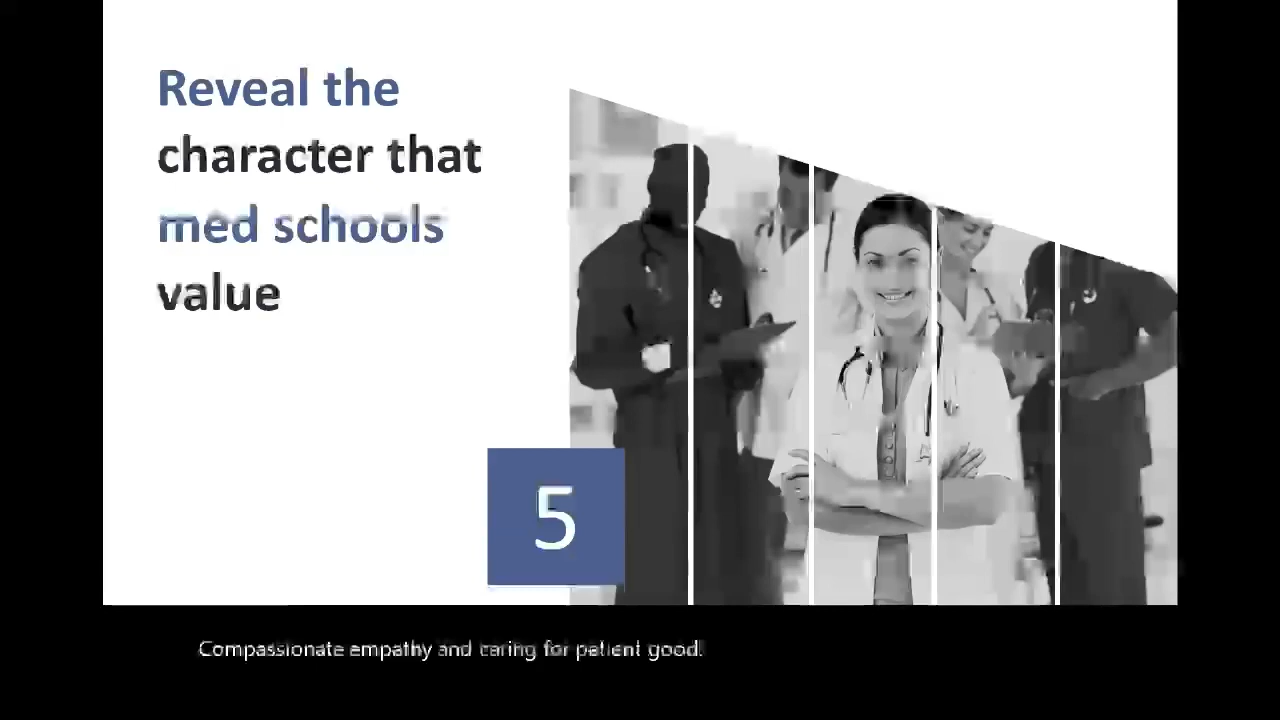 Reveal the
character that
med schools
value
5
Compassionate empathy and caring for patient good.